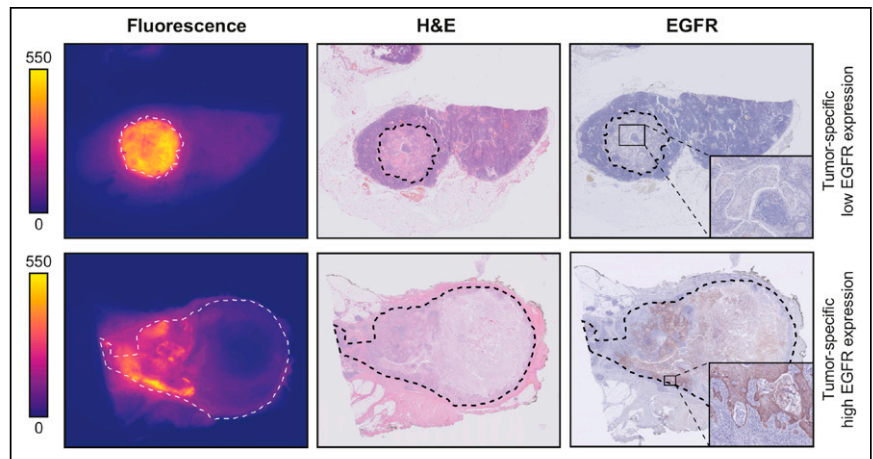 Fluorescence
H&E
EGFR
550
0
Tumor-specific
low EGFR expression
550
0
Tumor-specific
high EGFR expression